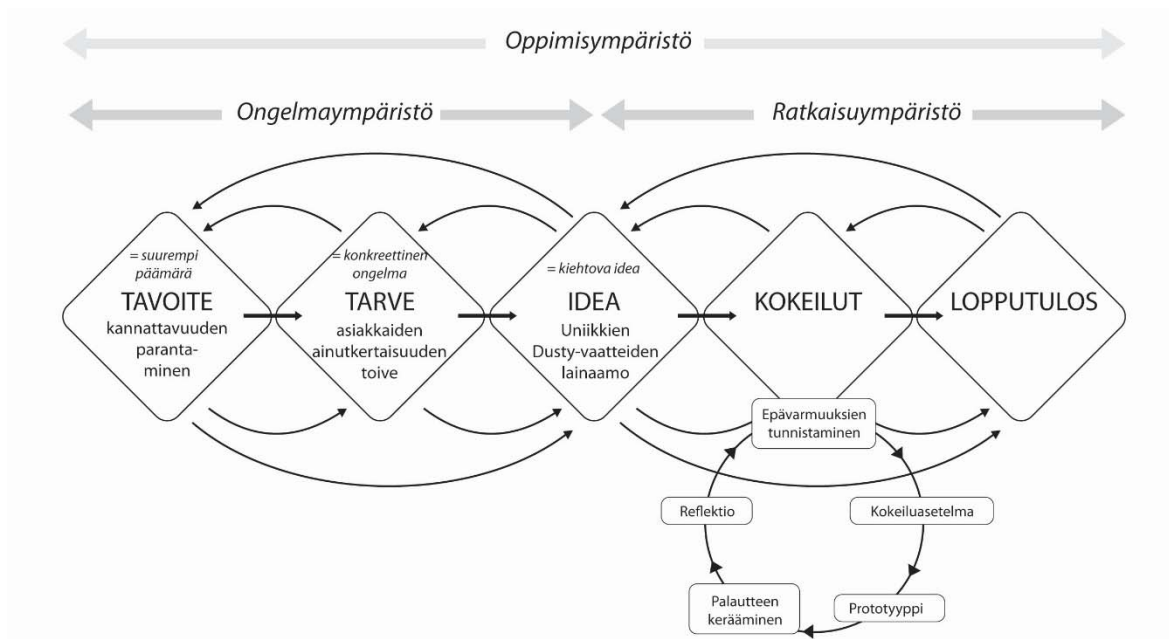 Oppimisympäristö
Ongelmaympäristö
Ratkaisuympäristö
= suurempi
päämärä
TAVOITE
kannattavuuden
paranta-
minen
= konkreettinen
ongelma
TARVE
asiakkaiden
ainutkertaisuuden
toive
= kiehtova idea
IDEA
Uniikkien
Dusty-vaatteiden
lainaamo
KOKEILUT
LOPPUTULOS
Epävarmuuksien
tunnistaminen
Reflektio
Kokeiluasetelma
Palautteen
kerääminen
Prototyyppi